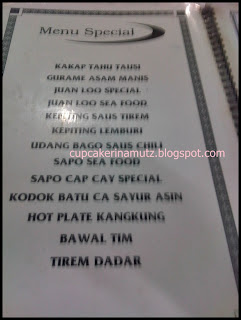 Menu Special
KAKAP TAHU TAUSI
GURAME ASAM MANIS
JUAN LOO SPECIAL
JUAN LOO SEA FOOD
KEPITING SAUS TIREM
KEPITING LEMBURI
UDANG BAGO SAUS CHILI
cupcakerinamutz.blogspot.com
SAPO SEA FOOD
SAPO CAP CAY SPECIAL
KODOK BATU CA SAYUR ASIN
HOT PLATE KANGKUNG
BAWAL TIM
TIREM DADAR